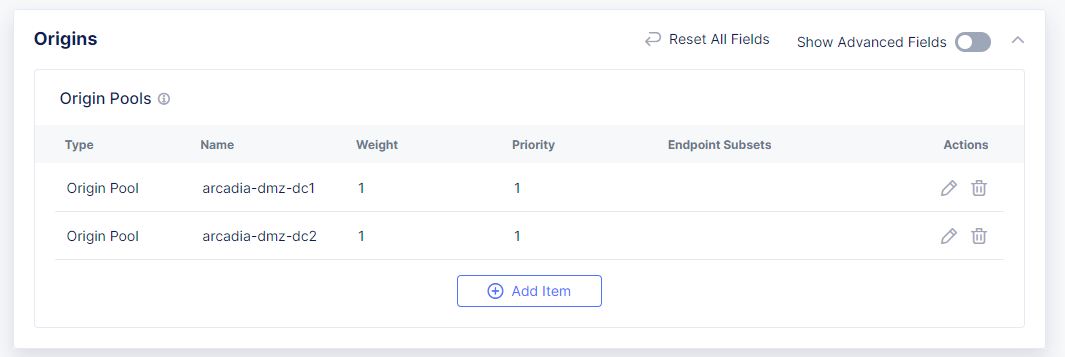 Origins
Reset All Fields
Show Advanced Fields
Origin Pools
Type Name Weight Priority Endpoint Subsets Actions
Origin Pool arcadia-dmz-dc1 1 1
Origin Pool arcadia-dmz-dc2 1 1
Add Item